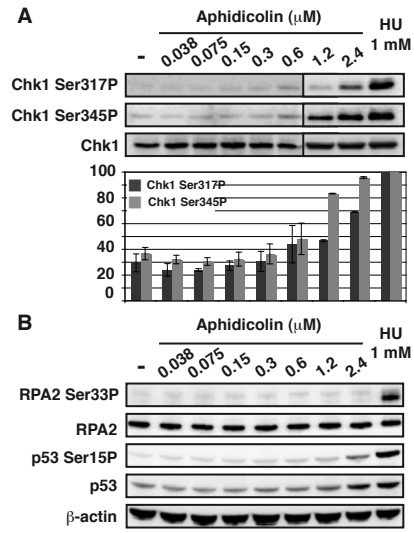 A
Aphidicolin (μM)
HU
- 0.038 0.075 0.15 0.3 0.6 1.2 2.4 1 mM
Chk1 Ser317P
Chk1 Ser345P
Chk1
100
80
60
40
20
0
Chk1 Ser317P
Chk1 Ser345P
B
Aphidicolin (μM)
HU
- 0.038 0.075 0.15 0.3 0.6 1.2 2.4 1 mM
RPA2 Ser33P
RPA2
p53 Ser15P
p53
β-actin